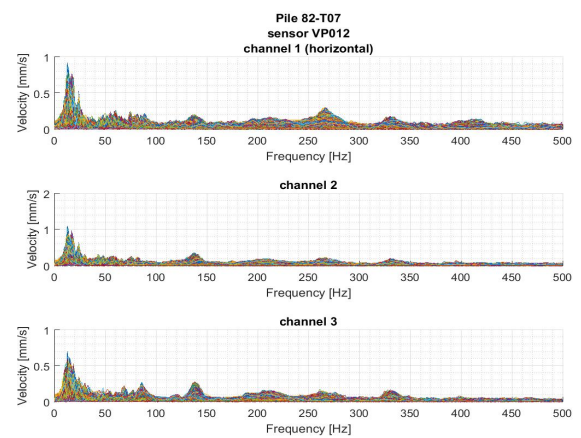 Pile 82-T07
sensor VP012
channel 1 (horizontal)
Velocity [mm/s]
1
0.5
0
0 50 100 150 200 250 300 350 400 450 500
Frequency [Hz]
channel 2
Velocity [mm/s]
2
1
0
0 50 100 150 200 250 300 350 400 450 500
Frequency [Hz]
channel 3
Velocity [mm/s]
1
0.5
0
0 50 100 150 200 250 300 350 400 450 500
Frequency [Hz]